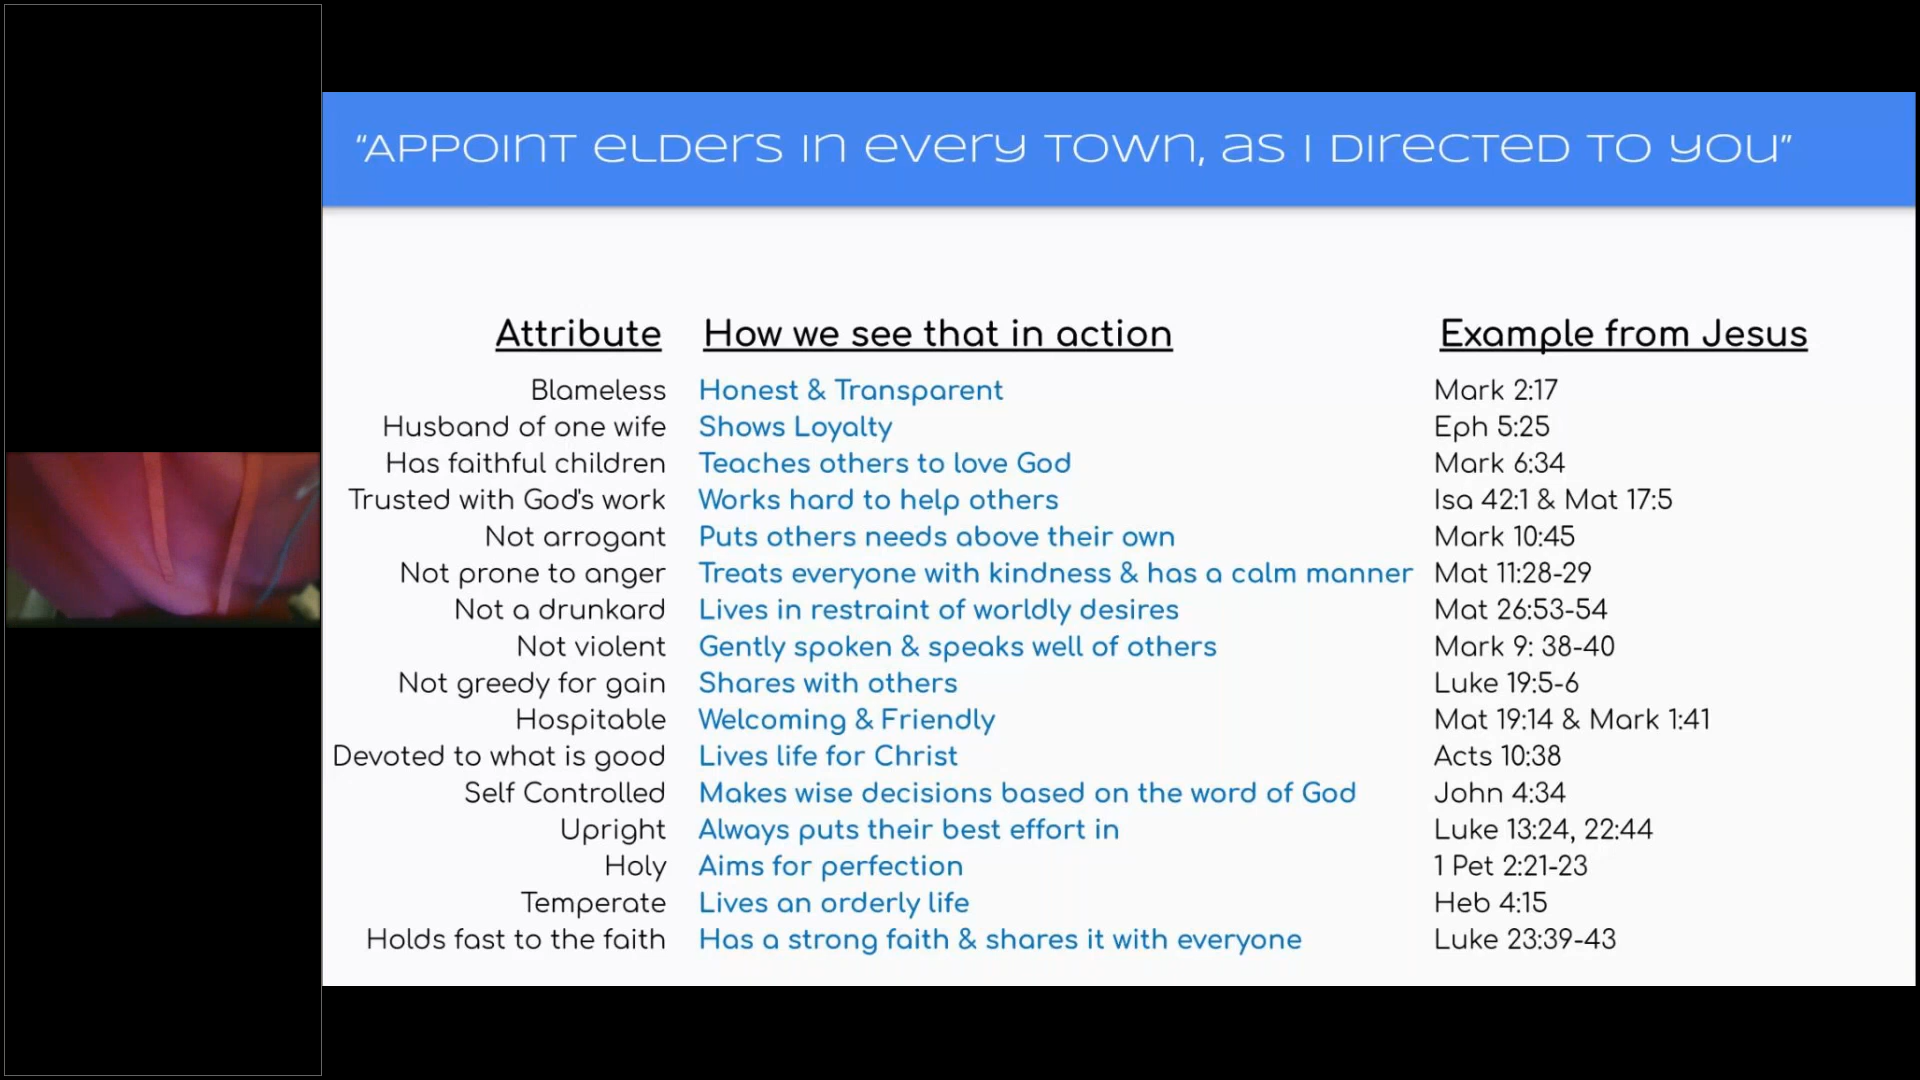 “Appoint elders in every town, as I directed to you”
Attribute How we see that in action Example from Jesus
Blameless Honest & Transparent Mark 2:17
Husband of one wife Shows Loyalty Eph 5:25
Has faithful children Teaches others to love God Mark 6:34
Trusted with God's work Works hard to help others Isa 42:1 & Mat 17:5
Not arrogant Puts others needs above their own Mark 10:45
Not prone to anger Treats everyone with kindness & has a calm manner Mat 11:28-29
Not a drunkard Lives in restraint of worldly desires Mat 26:53-54
Not violent Gently spoken & speaks well of others Mark 9: 38-40
Not greedy for gain Shares with others Luke 19:5-6
Hospitable Welcoming & Friendly Mat 19:14 & Mark 1:41
Devoted to what is good Lives life for Christ Acts 10:38
Self Controlled Makes wise decisions based on the word of God John 4:34
Upright Always puts their best effort in Luke 13:24, 22:44
Holy Aims for perfection 1 Pet 2:21-23
Temperate Lives an orderly life Heb 4:15
Holds fast to the faith Has a strong faith & shares it with everyone Luke 23:39-43